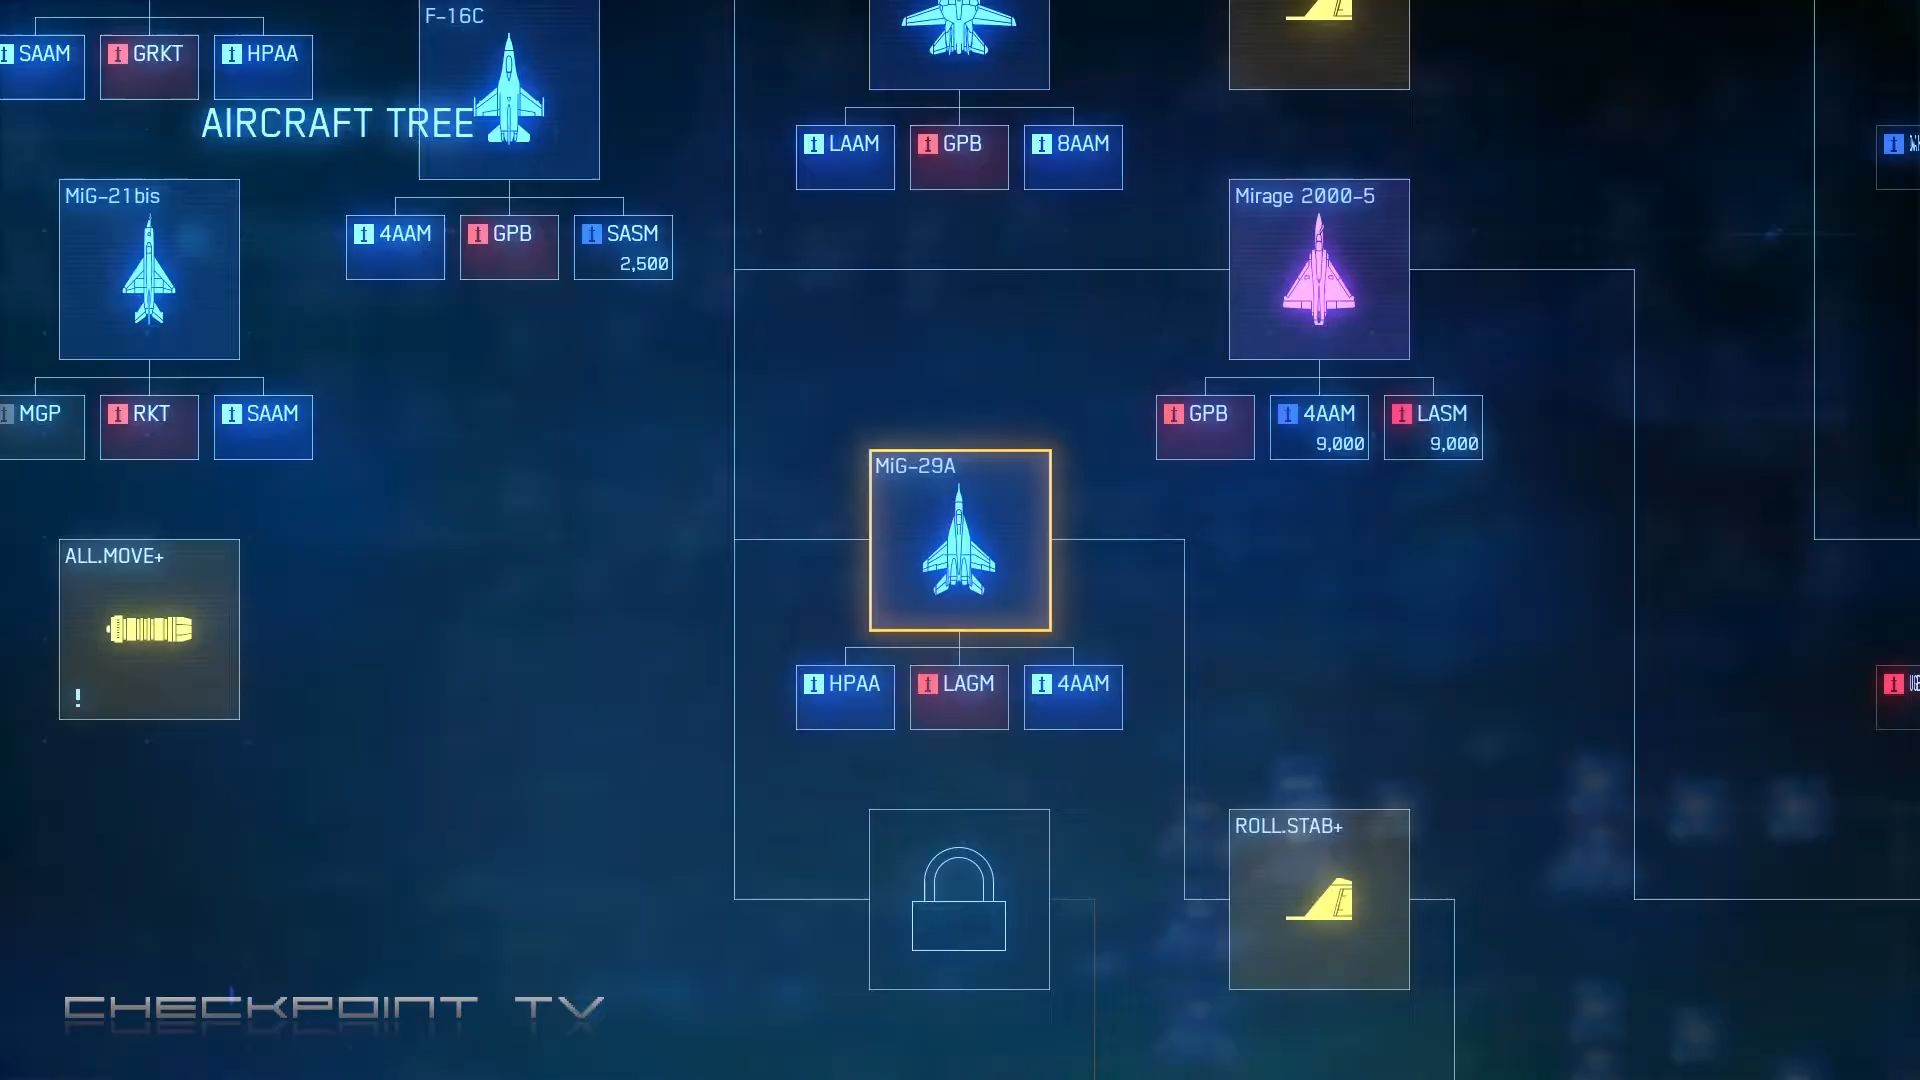 F-16C
SAAM
GRKT
HPAA
AIRCRAFT TREE
LAAM
GPB
8AAM
MiG-21bis
Mirage 2000-5
4AAM
GPB
SASM
2,500
MGP
RKT
SAAM
GPB
4AAM
9,000
LASM
9,000
MiG-29A
ALL.MOVE+
!
HPAA
LAGM
4AAM
ROLL.STAB+
CHECKPOINT TV